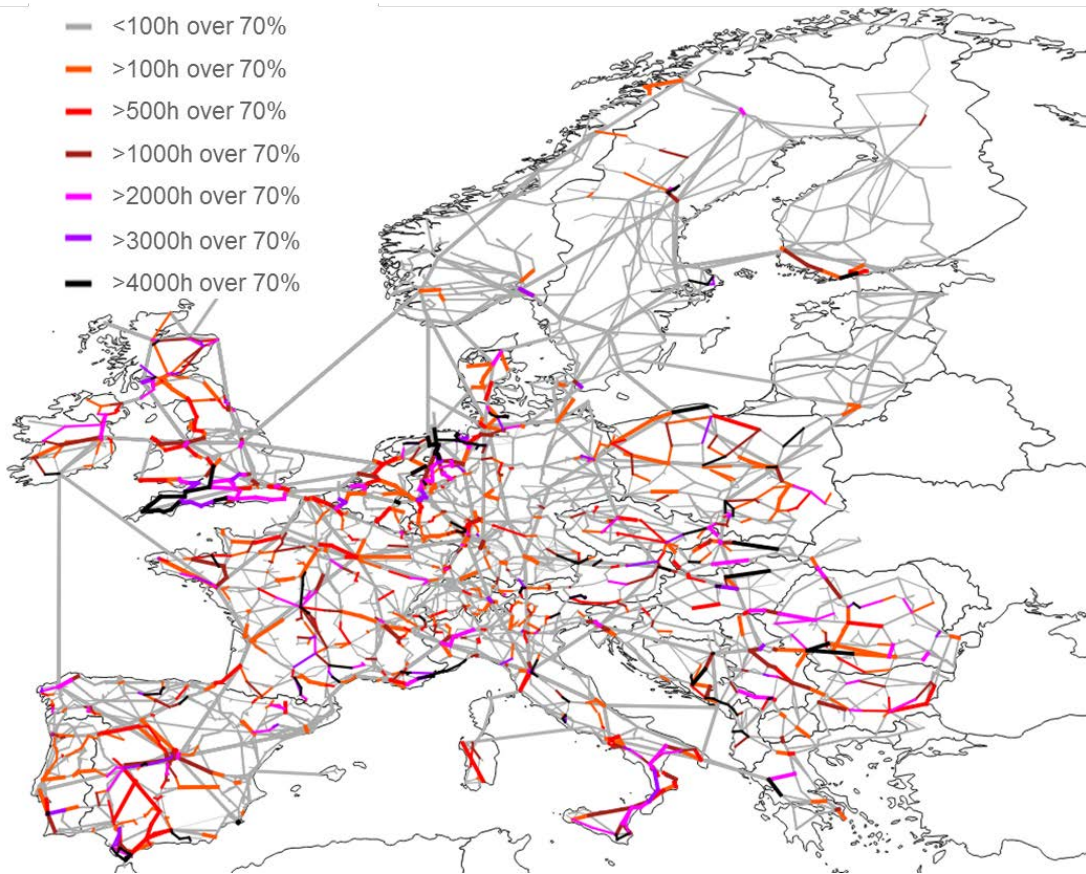 <100h over 70%
>100h over 70%
>500h over 70%
>1000h over 70%
>2000h over 70%
>3000h over 70%
>4000h over 70%